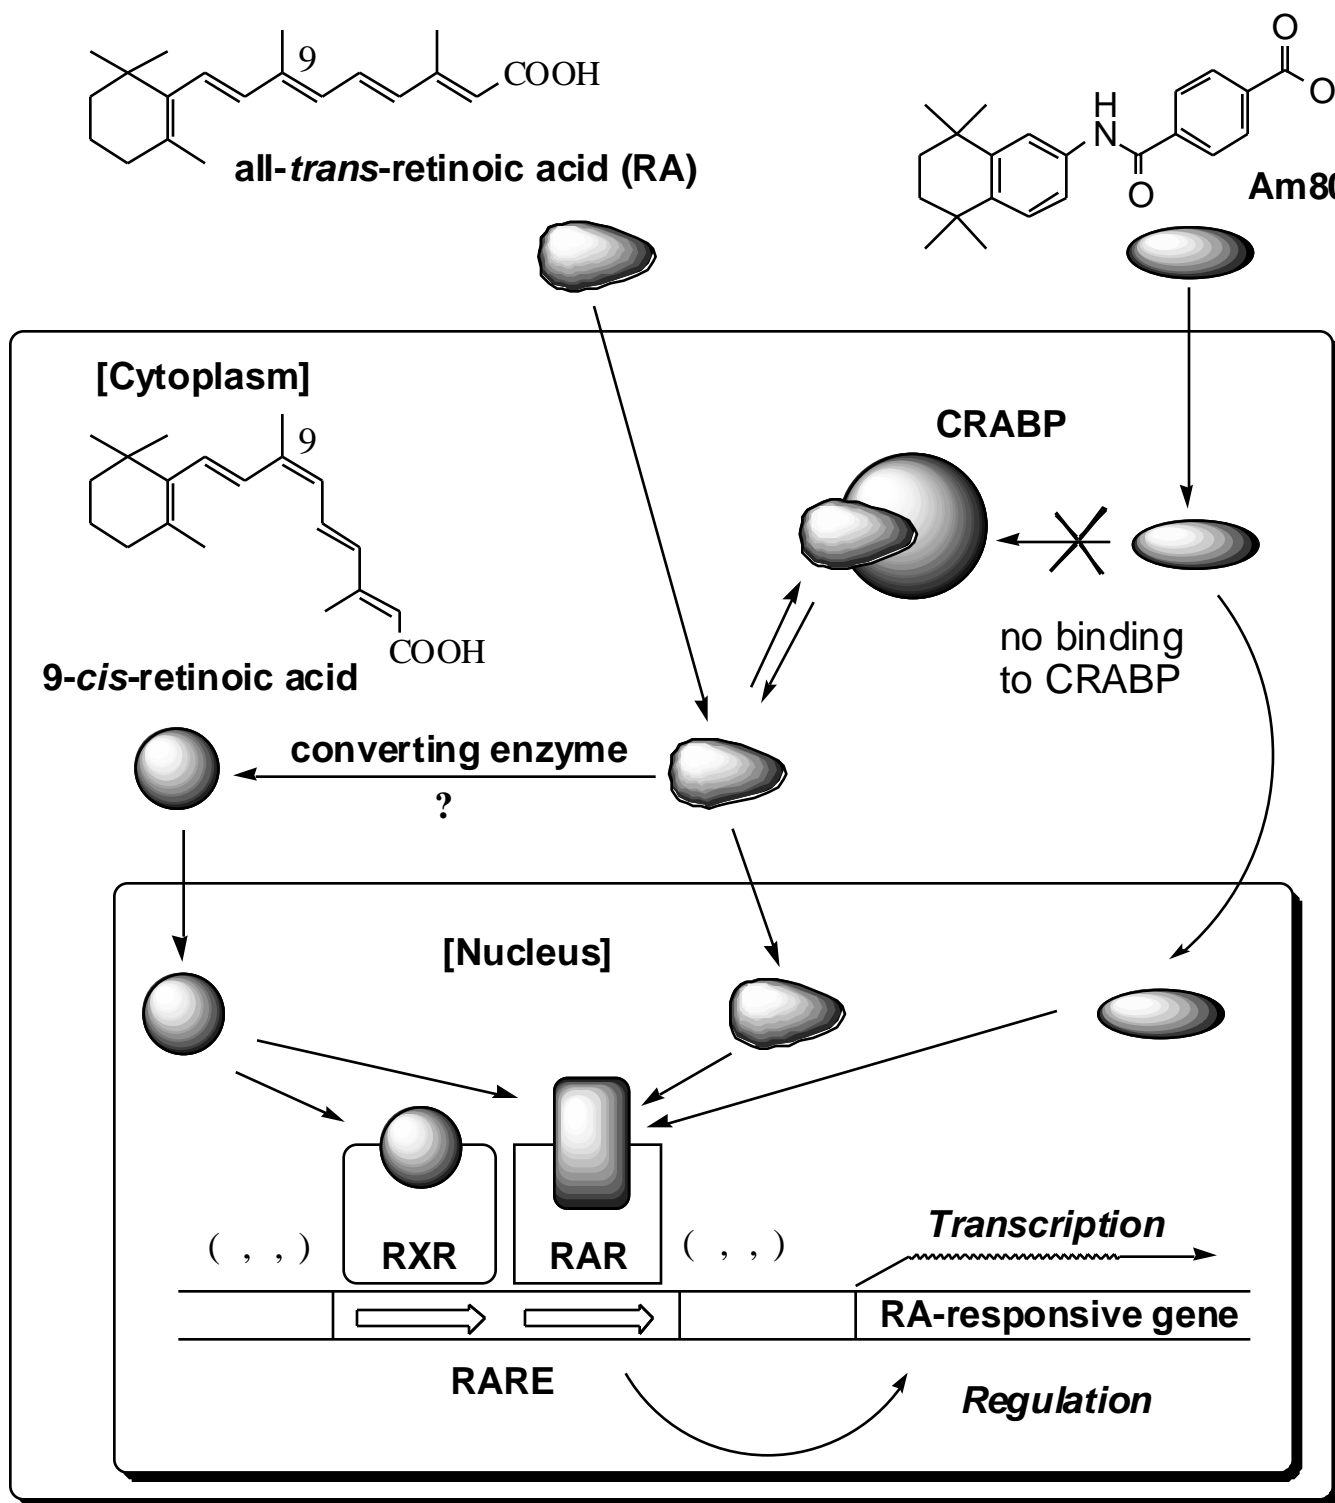 9
COOH
all-trans-retinoic acid (RA)
O
O
H
N
O
Am80
[Cytoplasm]
9
COOH
9-cis-retinoic acid
CRABP
no binding
to CRABP
converting enzyme
?
[Nucleus]
( , , )
RXR
RAR
( , , )
Transcription
RA-responsive gene
RARE
Regulation